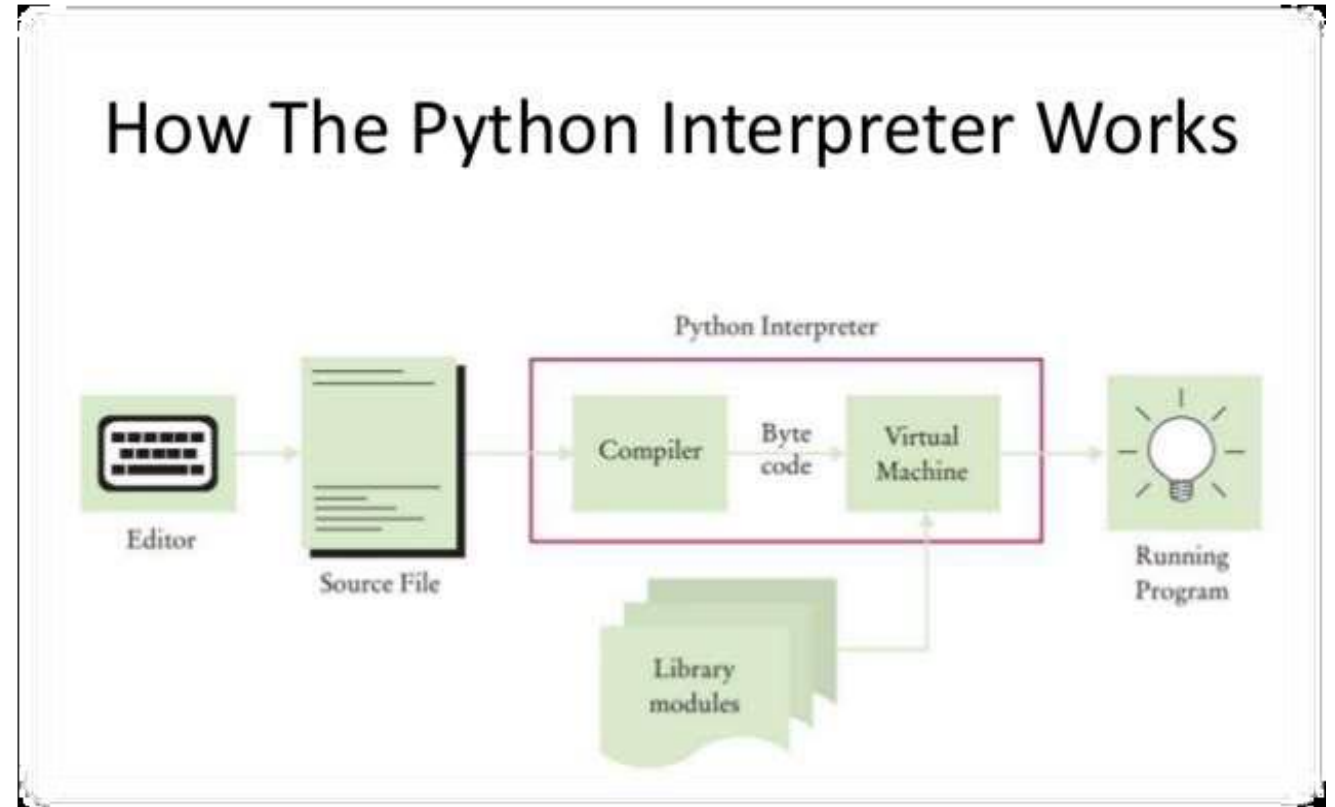 How The Python Interpreter Works
Python Interpreter
Editor
Source File
Compiler
Byte
code
Virtual
Machine
Library
modules
Running
Program